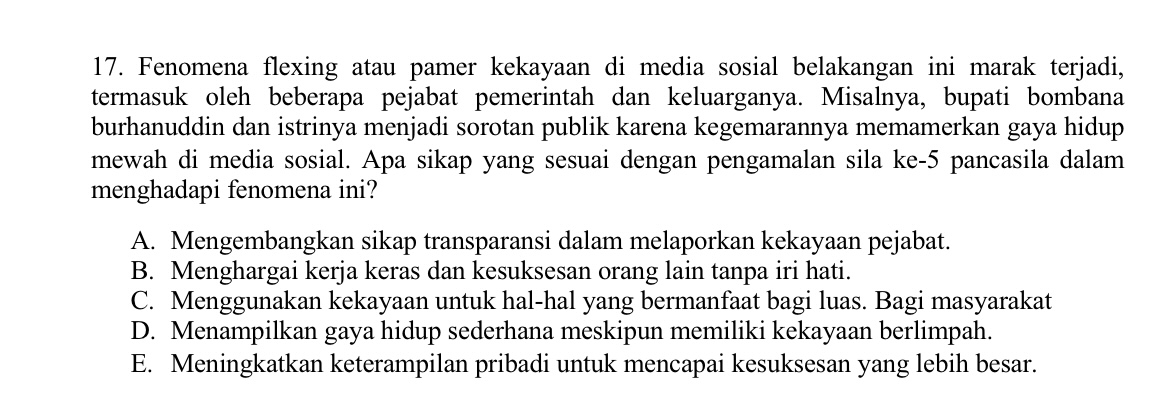 17. Fenomena flexing atau pamer kekayaan di media sosial belakangan ini marak terjadi,
termasuk oleh beberapa pejabat pemerintah dan keluarganya. Misalnya, bupati bombana
burhanuddin dan istrinya menjadi sorotan publik karena kegemarannya memamerkan gaya hidup
mewah di media sosial. Apa sikap yang sesuai dengan pengamalan sila ke-5 pancasila dalam
menghadapi fenomena ini?
A. Mengembangkan sikap transparansi dalam melaporkan kekayaan pejabat.
B. Menghargai kerja keras dan kesuksesan orang lain tanpa iri hati.
C. Menggunakan kekayaan untuk hal-hal yang bermanfaat bagi luas. Bagi masyarakat
D. Menampilkan gaya hidup sederhana meskipun memiliki kekayaan berlimpah.
E. Meningkatkan keterampilan pribadi untuk mencapai kesuksesan yang lebih besar.